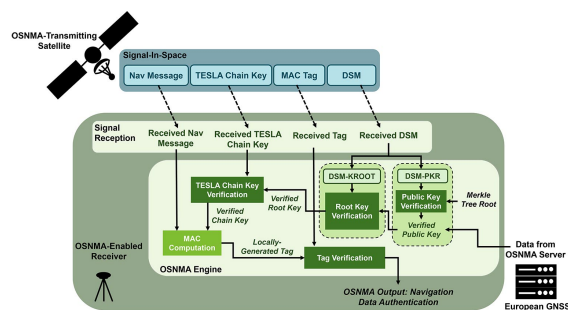 OSNMA-Transmitting
Satellite
Signal-In-Space
Nav Message
TESLA Chain Key
MAC Tag
DSM
Signal
Reception
Received Nav
Message
Received TESLA
Chain Key
Received Tag
Received DSM
DSM-KROOT
DSM-PKR
TESLA Chain Key
Verification
Verified
Root Key
Root Key
Verification
Public Key
Verification
Merkle
Tree Root
Verified
Public Key
Verified
Chain Key
MAC
Computation
Locally-
Generated Tag
Tag Verification
OSNMA Engine
OSNMA-Enabled
Receiver
Data from
OSNMA Server
OSNMA Output: Navigation
Data Authentication
European GNSS